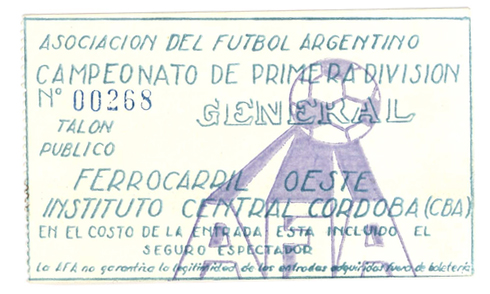 ASOCIACION DEL FUTBOL ARGENTINO
CAMPEONATO DE PRIMERA DIVISION
Nº 00268
GENERAL
TALON
PUBLICO
FERROCARRIL OESTE
INSTITUTO CENTRAL CORDOBA (CBA)
EN EL COSTO DE LA ENTRADA ESTA INCLUIDO EL
SEGURO ESPECTADOR
AFA
La AFA no garantiza la legitimidad de las entradas adquiridas fuera de boletería